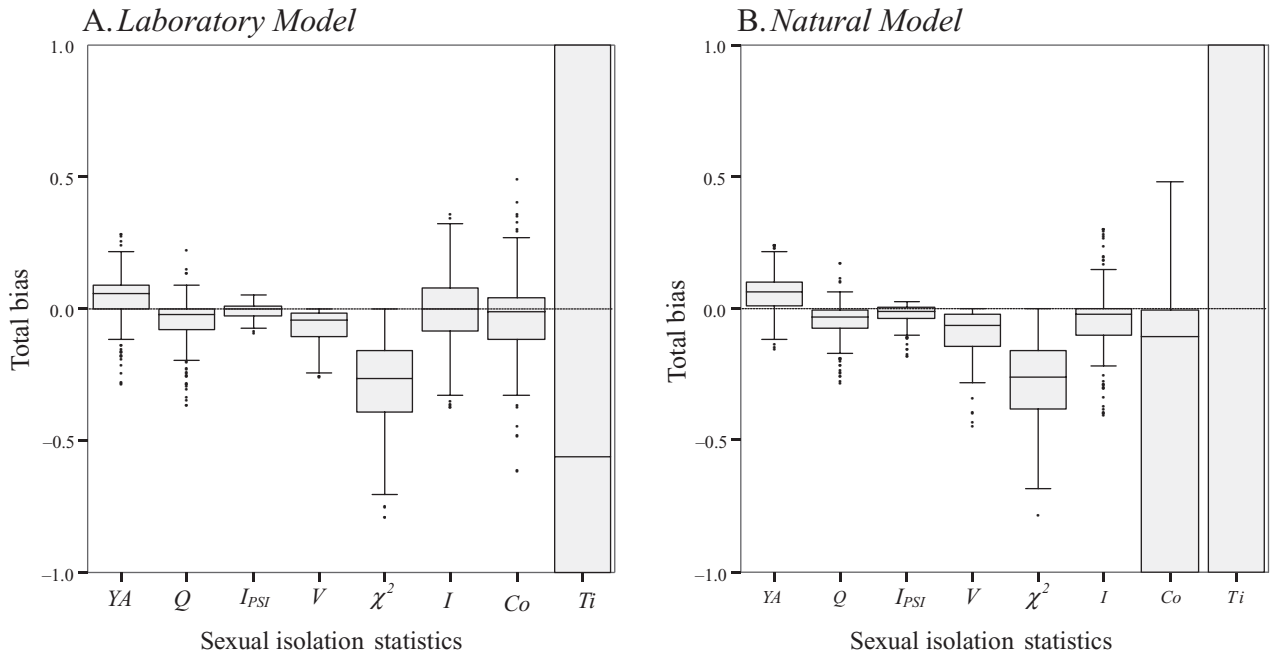 A. Laboratory Model
1.0
0.5
0.0
−0.5
−1.0
Total bias
YA Q I_PSI V χ² I Co Ti
Sexual isolation statistics
B. Natural Model
1.0
0.5
0.0
−0.5
−1.0
Total bias
YA Q I_PSI V χ² I Co Ti
Sexual isolation statistics